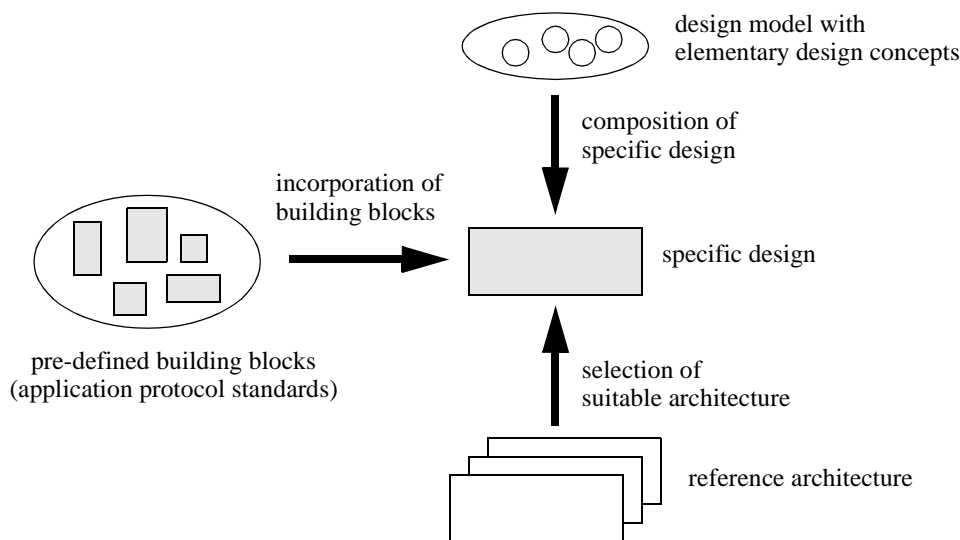 design model with
elementary design concepts
composition of
specific design
incorporation of
building blocks
specific design
pre-defined building blocks
(application protocol standards)
selection of
suitable architecture
reference architecture